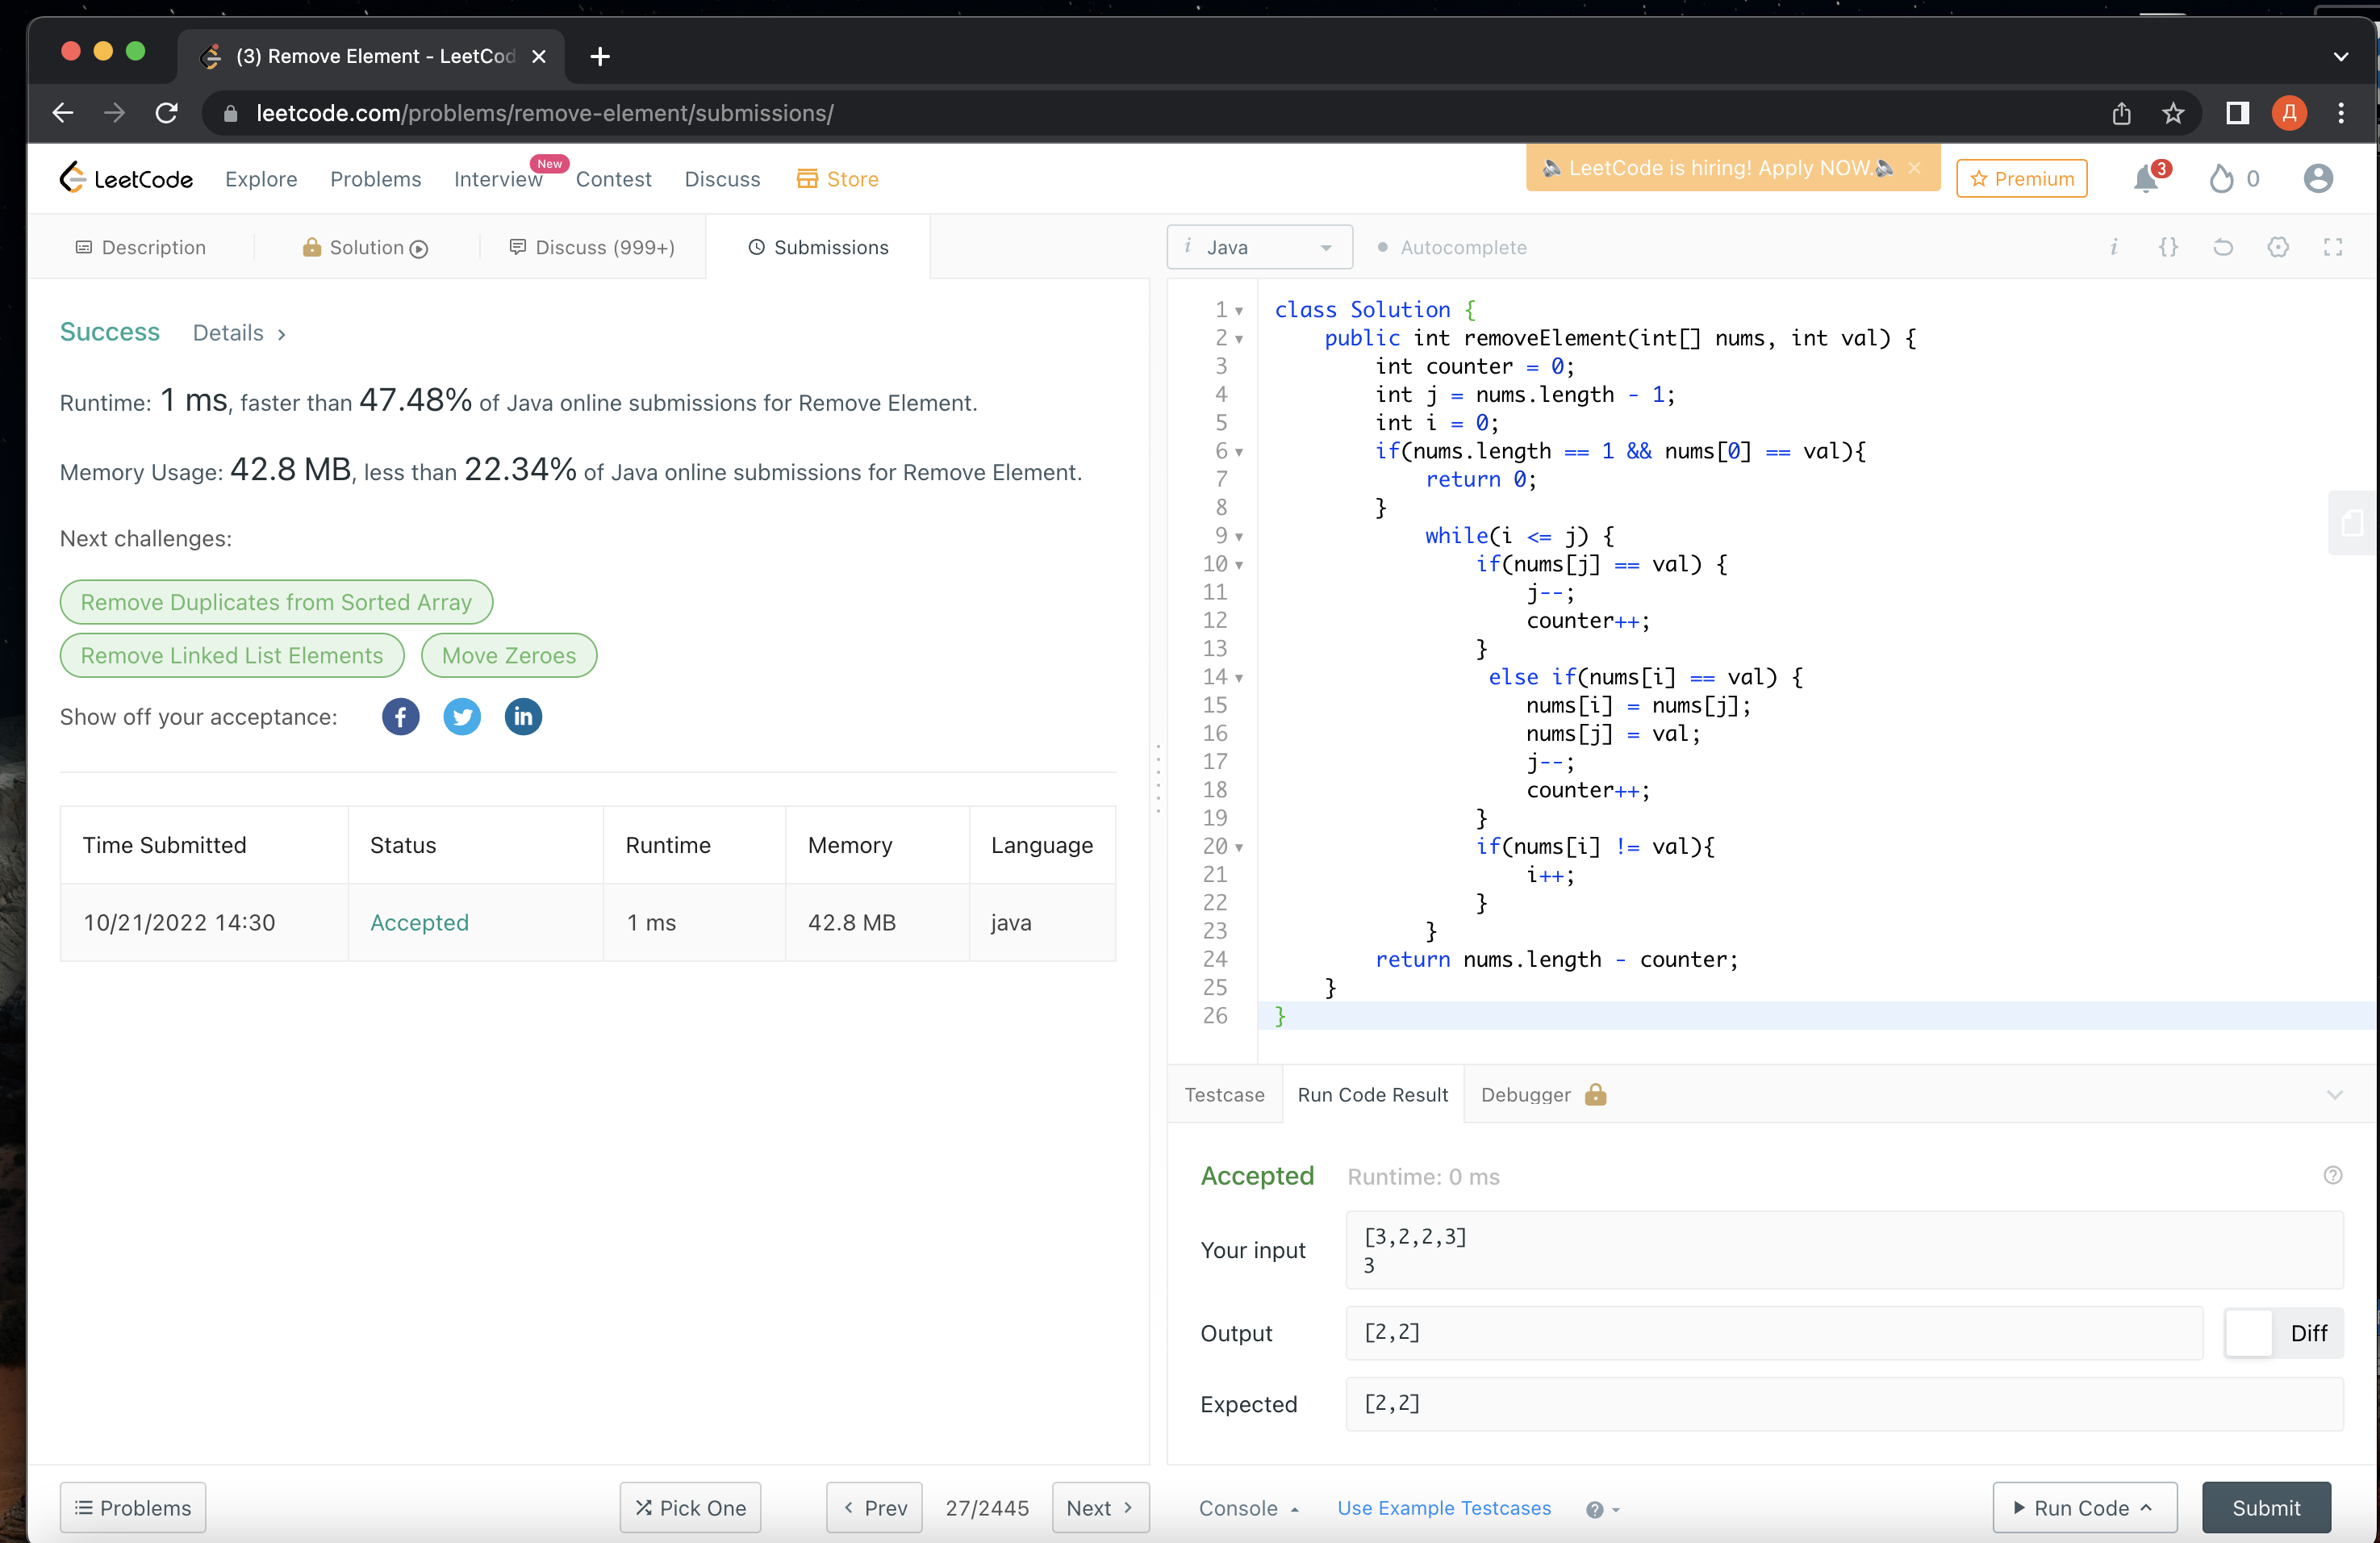 (3) Remove Element - LeetCod
leetcode.com/problems/remove-element/submissions/
Д
LeetCode
Explore
Problems
Interview
New
Contest
Discuss
Store
LeetCode is hiring! Apply NOW.
Premium
3
0
Description
Solution
Discuss (999+)
Submissions
i Java
Autocomplete
i
{}
Success
Details
Runtime: 1 ms, faster than 47.48% of Java online submissions for Remove Element.
Memory Usage: 42.8 MB, less than 22.34% of Java online submissions for Remove Element.
Next challenges:
Remove Duplicates from Sorted Array
Remove Linked List Elements
Move Zeroes
Show off your acceptance:
f
in
Time Submitted Status Runtime Memory Language
10/21/2022 14:30 Accepted 1 ms 42.8 MB java
1 class Solution {
2 public int removeElement(int[] nums, int val) {
3 int counter = 0;
4 int j = nums.length - 1;
5 int i = 0;
6 if(nums.length == 1 && nums[0] == val){
7 return 0;
8 }
9 while(i <= j) {
10 if(nums[j] == val) {
11 j--;
12 counter++;
13 }
14 else if(nums[i] == val) {
15 nums[i] = nums[j];
16 nums[j] = val;
17 j--;
18 counter++;
19 }
20 if(nums[i] != val){
21 i++;
22 }
23 }
24 return nums.length - counter;
25 }
26 }
Testcase
Run Code Result
Debugger
Accepted
Runtime: 0 ms
?
Your input
[3,2,2,3]
3
Output
[2,2]
Diff
Expected
[2,2]
Problems
Pick One
Prev
27/2445
Next
Console
Use Example Testcases
?
Run Code
Submit